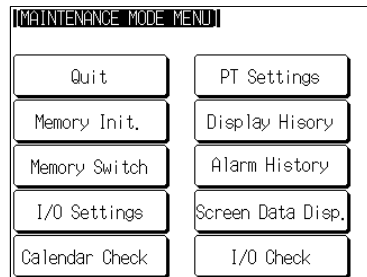 [MAINTENANCE MODE MENU]
Quit
PT Settings
Memory Init.
Display Hisory
Memory Switch
Alarm History
I/O Settings
Screen Data Disp.
Calendar Check
I/O Check